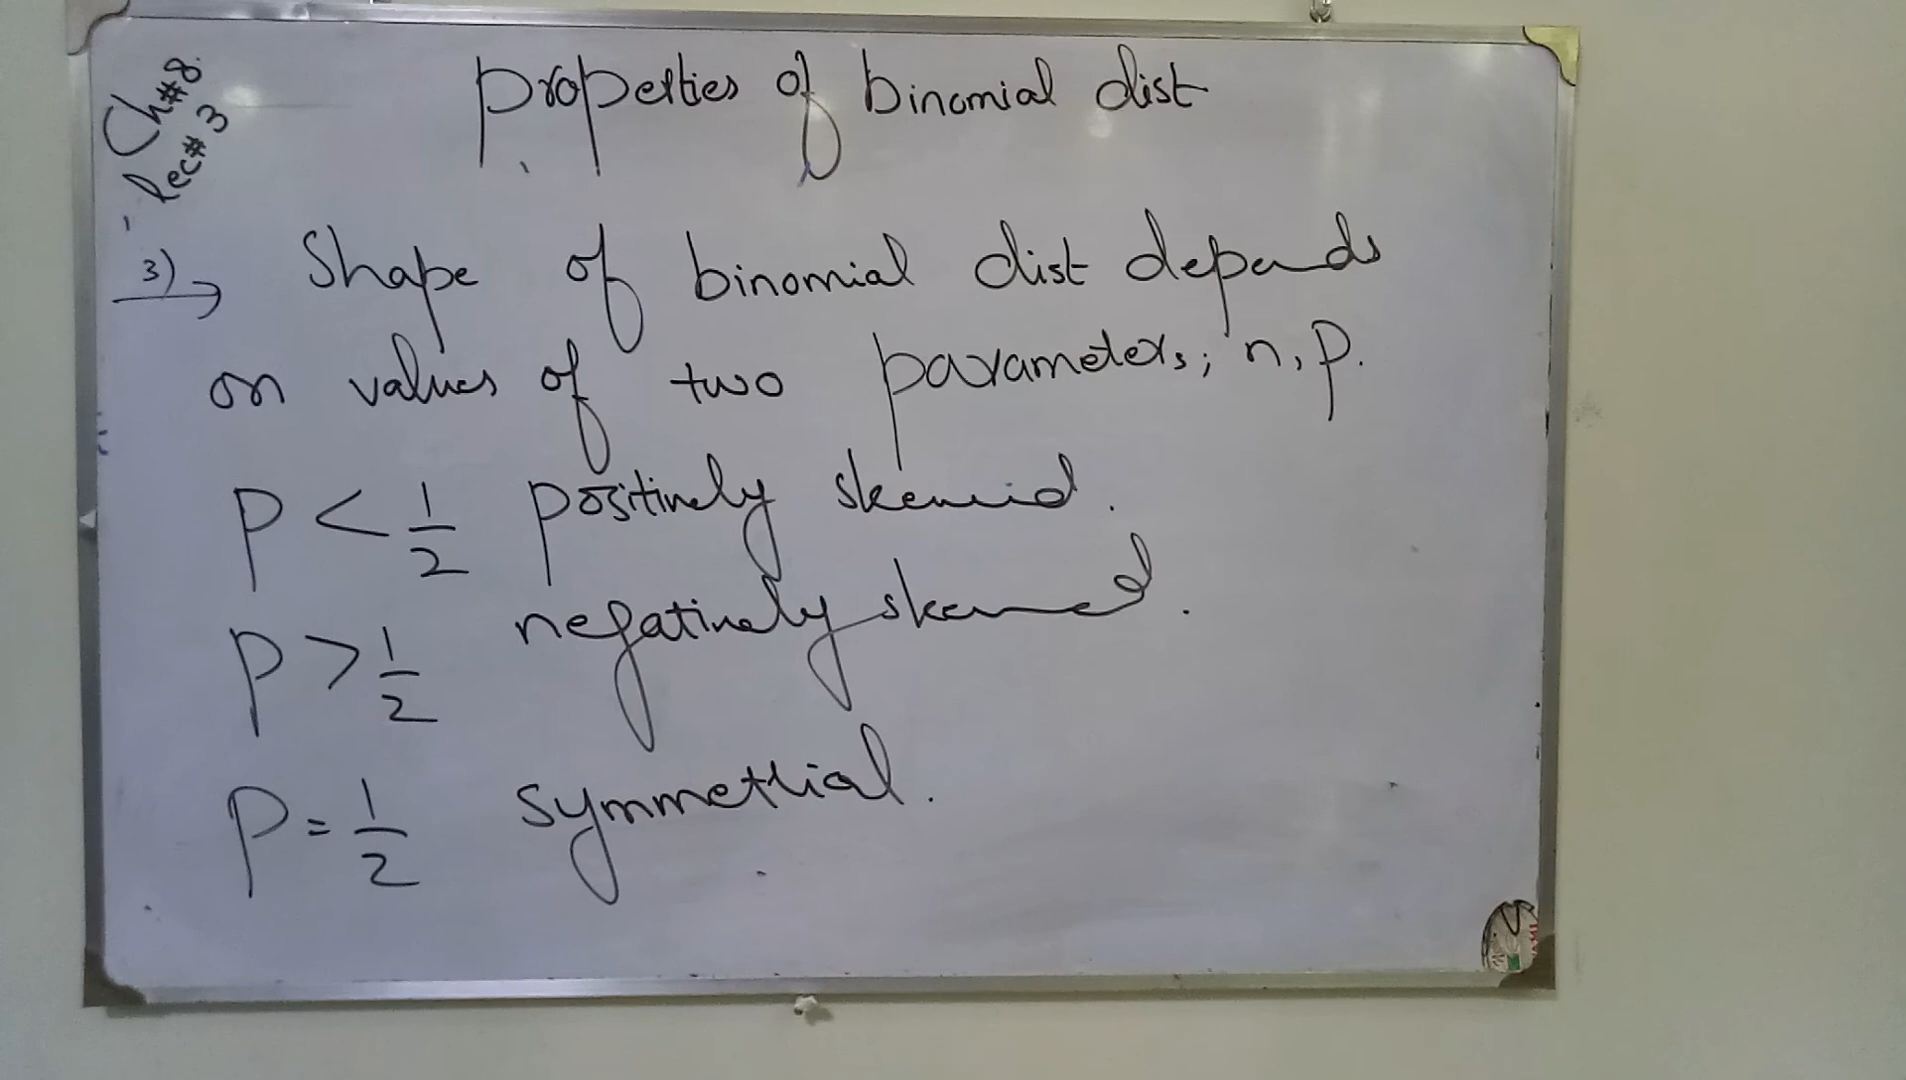 Ch#8.
Lec#3
properties of binomial dist
3) → Shape of binomial dist depends
on values of two parameters; n, p.
P < 1/2 positively skewed.
P > 1/2 negatively skewed.
P = 1/2 symmetrial.